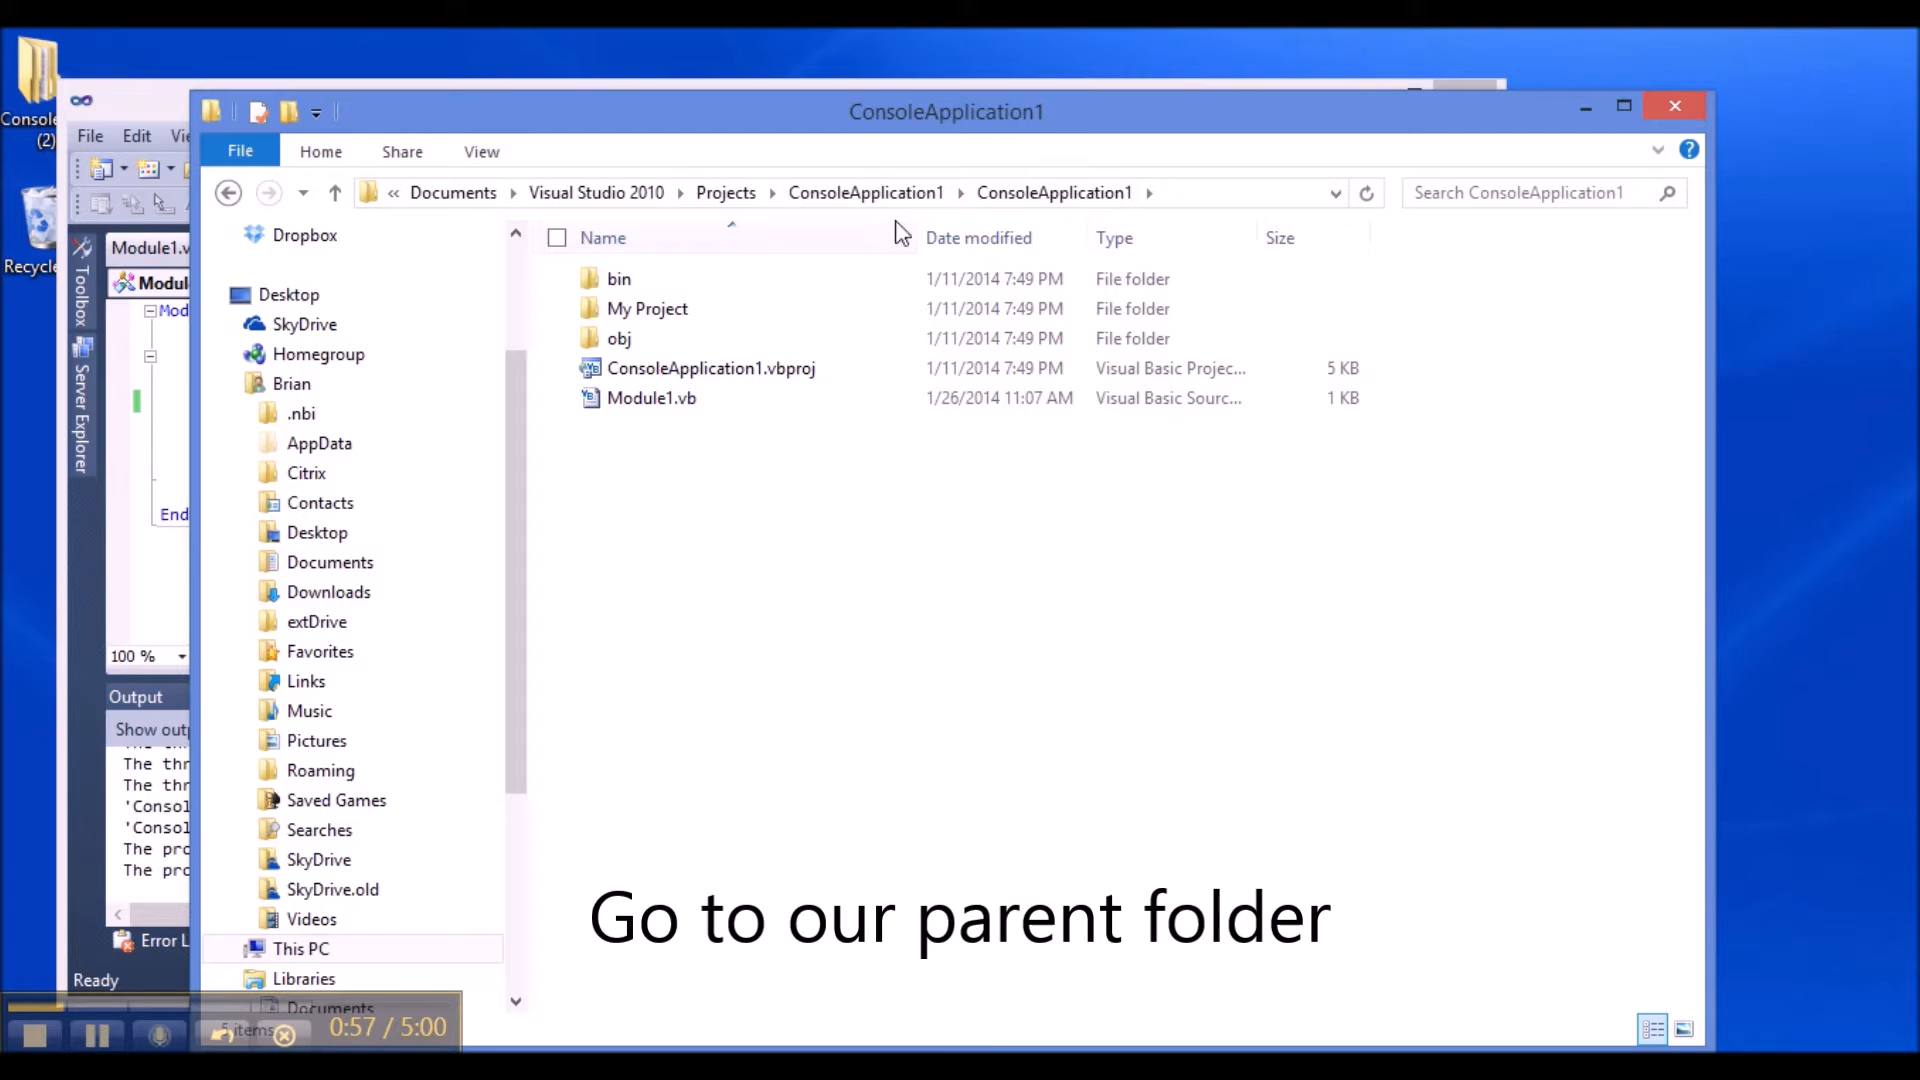 Console
(2)
Recycle
File Edit Vie
Module1.v
Modul
Toolbox
Server Explorer
Mod
End
100 %
Output
Show outp
The thr
The thr
'Consol
'Consol
The pro
The pro
Error L
Ready
ConsoleApplication1
File Home Share View
« Documents Visual Studio 2010 Projects ConsoleApplication1 ConsoleApplication1
Search ConsoleApplication1
Dropbox
Desktop
SkyDrive
Homegroup
Brian
.nbi
AppData
Citrix
Contacts
Desktop
Documents
Downloads
extDrive
Favorites
Links
Music
Pictures
Roaming
Saved Games
Searches
SkyDrive
SkyDrive.old
Videos
This PC
Libraries
Documents
Name Date modified Type Size
bin 1/11/2014 7:49 PM File folder
My Project 1/11/2014 7:49 PM File folder
obj 1/11/2014 7:49 PM File folder
ConsoleApplication1.vbproj 1/11/2014 7:49 PM Visual Basic Projec... 5 KB
Module1.vb 1/26/2014 11:07 AM Visual Basic Sourc... 1 KB
Go to our parent folder
5 items
0:57 / 5:00